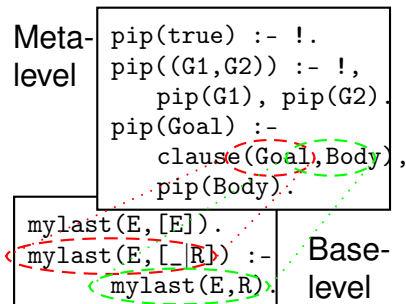 Meta-
level
pip(true) :- !.
pip((G1,G2)) :- !,
pip(G1), pip(G2).
pip(Goal) :-
clause(Goal,Body),
pip(Body).
mylast(E,[E]).
mylast(E,[_|R]) :-
mylast(E,R).
Base-
level